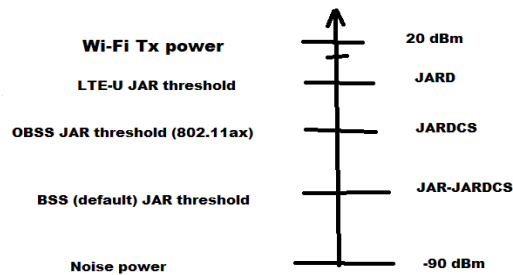 Wi-Fi Tx power 20 dBm
LTE-U JAR threshold JARD
OBSS JAR threshold (802.11ax) JARDCS
BSS (default) JAR threshold JAR-JARDCS
Noise power -90 dBm